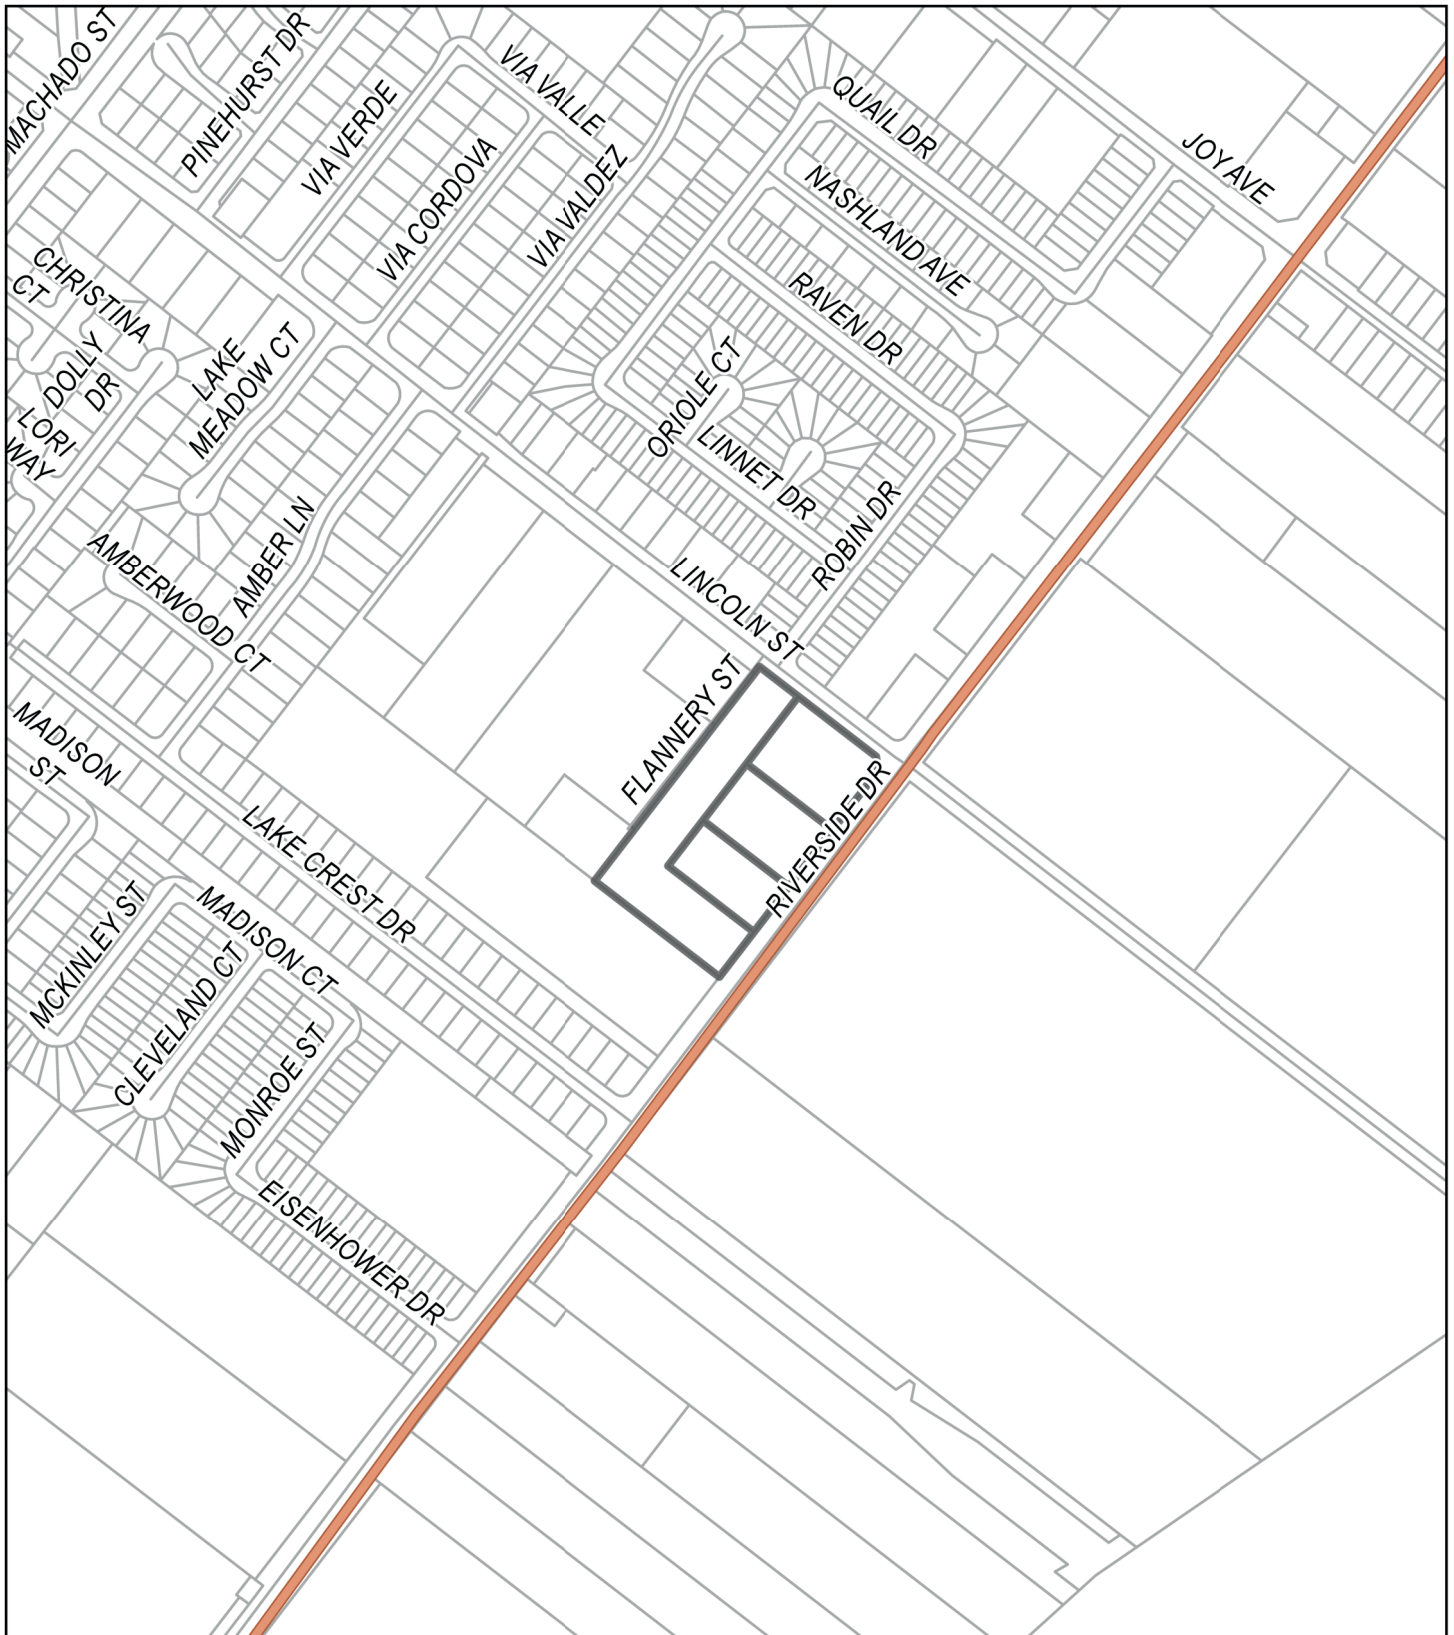 MACHADO ST
PINEHURST DR
VIA VERDE
VIA VALLE
VIA CORDOVA
VIA VALDEZ
QUAIL DR
JOY AVE
NASHLAND AVE
RAVEN DR
CHRISTINA
CT
DOLLY
DR
LORI
WAY
LAKE
MEADOW CT
ORIOLE CT
LINNET DR
ROBIN DR
AMBER LN
AMBERWOOD CT
LINCOLN ST
FLANNERY ST
MADISON
ST
RIVERSIDE DR
LAKE CREST DR
MCKINLEY ST
MADISON CT
CLEVELAND CT
MONROE ST
EISENHOWER DR